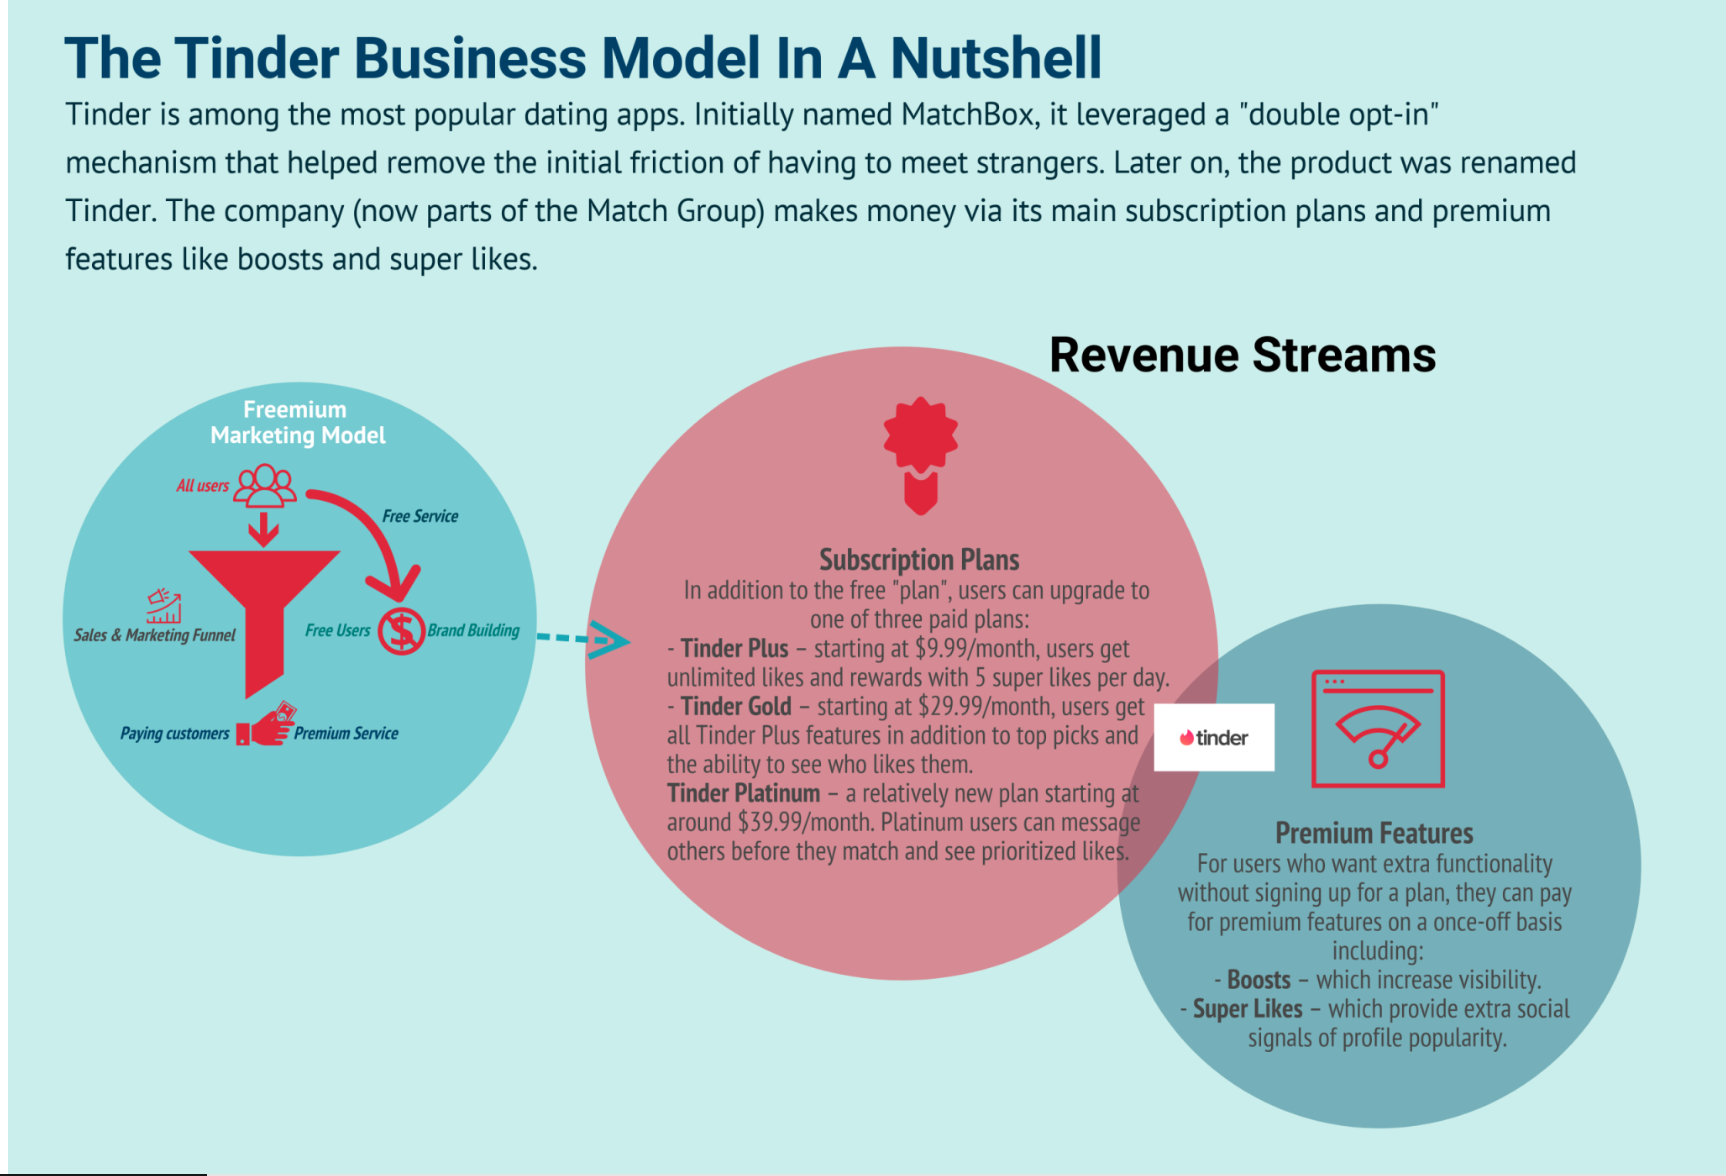 The Tinder Business Model In A Nutshell
Tinder is among the most popular dating apps. Initially named MatchBox, it leveraged a "double opt-in"
mechanism that helped remove the initial friction of having to meet strangers. Later on, the product was renamed
Tinder. The company (now parts of the Match Group) makes money via its main subscription plans and premium
features like boosts and super likes.
Revenue Streams
Freemium
Marketing Model
All users
Free Service
Sales & Marketing Funnel
Free Users
Brand Building
Paying customers
Premium Service
Subscription Plans
In addition to the free "plan", users can upgrade to
one of three paid plans:
- Tinder Plus – starting at $9.99/month, users get
unlimited likes and rewards with 5 super likes per day.
- Tinder Gold – starting at $29.99/month, users get
all Tinder Plus features in addition to top picks and
the ability to see who likes them.
Tinder Platinum – a relatively new plan starting at
around $39.99/month. Platinum users can message
others before they match and see prioritized likes.
tinder
Premium Features
For users who want extra functionality
without signing up for a plan, they can pay
for premium features on a once-off basis
including:
- Boosts – which increase visibility.
- Super Likes – which provide extra social
signals of profile popularity.